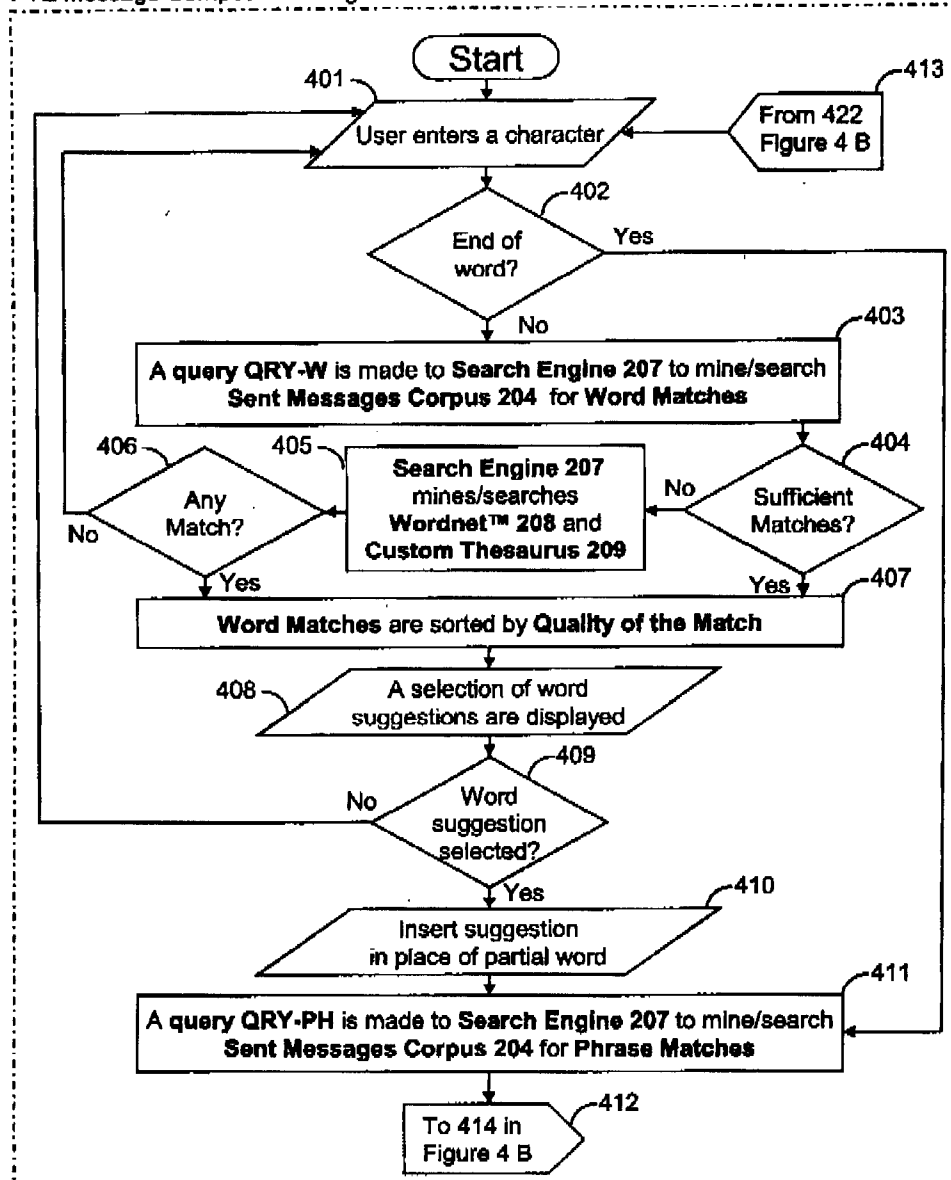 Start
401
413
User enters a character
From 422
Figure 4 B
402
End of
word?
Yes
No
403
A query QRY-W is made to Search Engine 207 to mine/search
Sent Messages Corpus 204 for Word Matches
406
405
404
Any
Match?
Search Engine 207
mines/searches
Wordnet™ 208 and
Custom Thesaurus 209
No
Sufficient
Matches?
No
Yes
Yes
407
Word Matches are sorted by Quality of the Match
408
A selection of word
suggestions are displayed
409
No
Word
suggestion
selected?
Yes
410
Insert suggestion
in place of partial word
411
A query QRY-PH is made to Search Engine 207 to mine/search
Sent Messages Corpus 204 for Phrase Matches
412
To 414 in
Figure 4 B